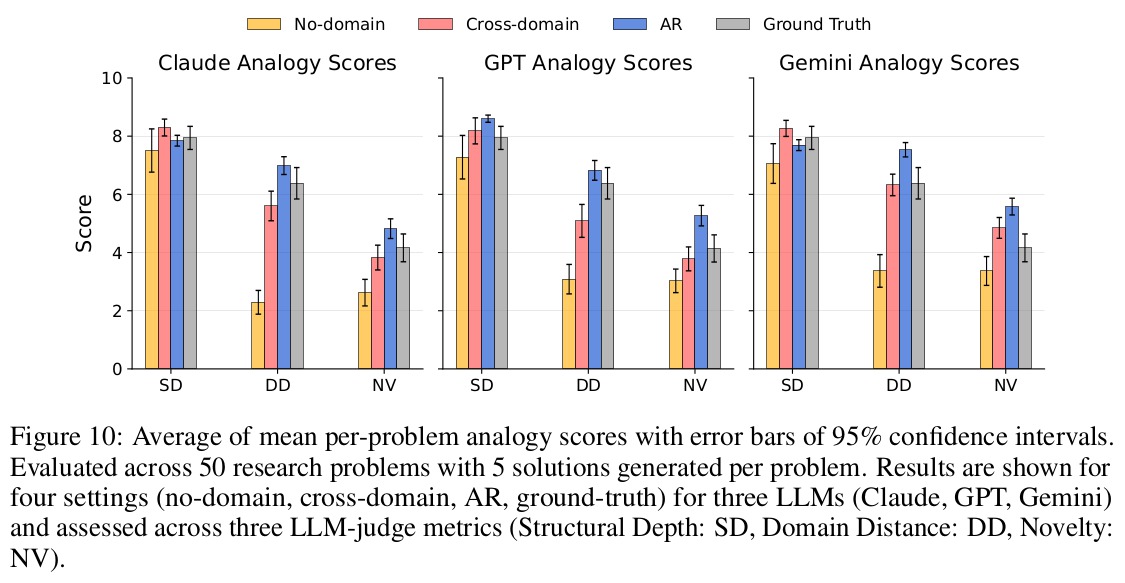 No-domain Cross-domain AR Ground Truth
Claude Analogy Scores GPT Analogy Scores Gemini Analogy Scores
10
8
6
4
2
0
Score
SD DD NV SD DD NV SD DD NV
Figure 10: Average of mean per-problem analogy scores with error bars of 95% confidence intervals.
Evaluated across 50 research problems with 5 solutions generated per problem. Results are shown for
four settings (no-domain, cross-domain, AR, ground-truth) for three LLMs (Claude, GPT, Gemini)
and assessed across three LLM-judge metrics (Structural Depth: SD, Domain Distance: DD, Novelty:
NV).